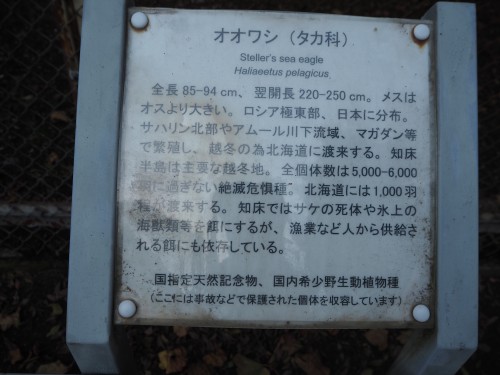 オオワシ（タカ科）
Steller's sea eagle
Haliaeetus pelagicus
全長 85-94 cm、 翌開長 220-250 cm。 メスは
オスより大きい。ロシア極東部、日本に分布。
サハリン北部やアムール川下流域、マガダン等
で繁殖し、越冬の為北海道に渡来する。知床
半島は主要な越冬地。全個体数は5,000-6,000
に過ぎない絶滅危惧種。北海道には1,000羽
程が渡来する。知床ではサケの死体や氷上の
海獣類等を餌にするが、漁業など人から供給さ
れる餌にも依存している。
国指定天然記念物、国内希少野生動植物種
（ここには事故などで保護された個体を収容しています）